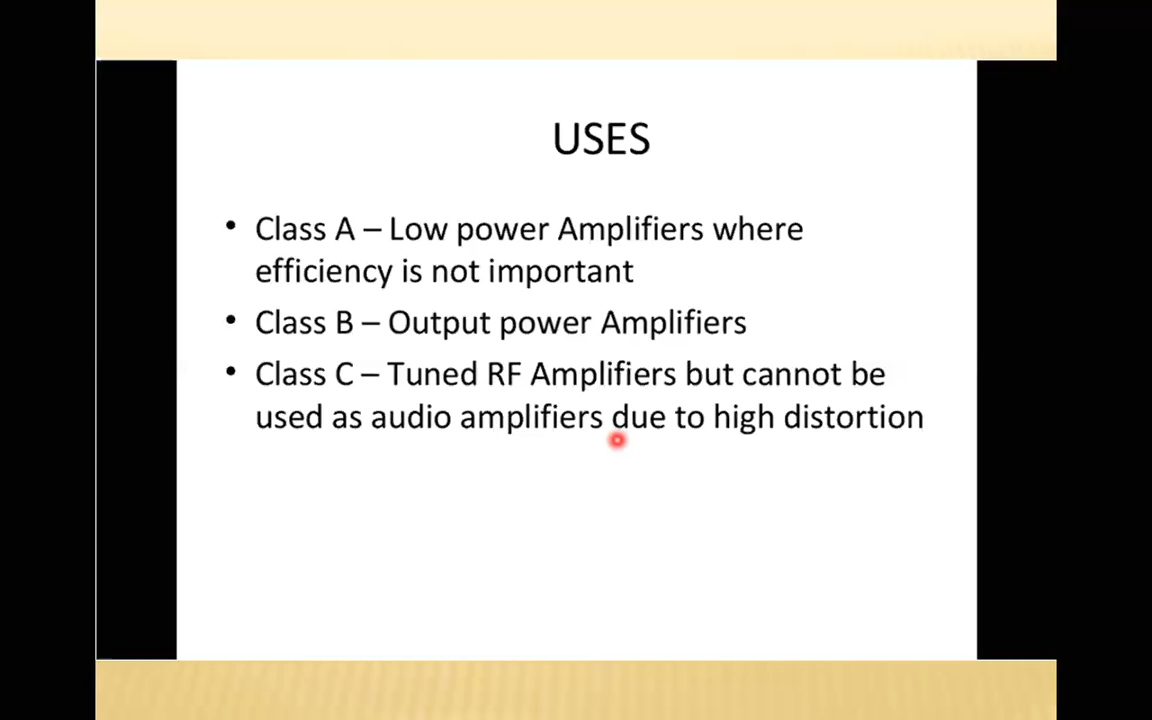 USES
• Class A – Low power Amplifiers where
efficiency is not important
• Class B – Output power Amplifiers
• Class C – Tuned RF Amplifiers but cannot be
used as audio amplifiers due to high distortion